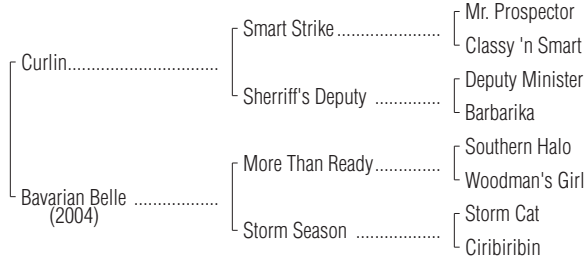 Mr. Prospector
Smart Strike
Classy 'n Smart
Curlin
Deputy Minister
Sherriff's Deputy
Barbarika
Southern Halo
More Than Ready
Woodman's Girl
Bavarian Belle
(2004)
Storm Cat
Storm Season
Ciribiribin